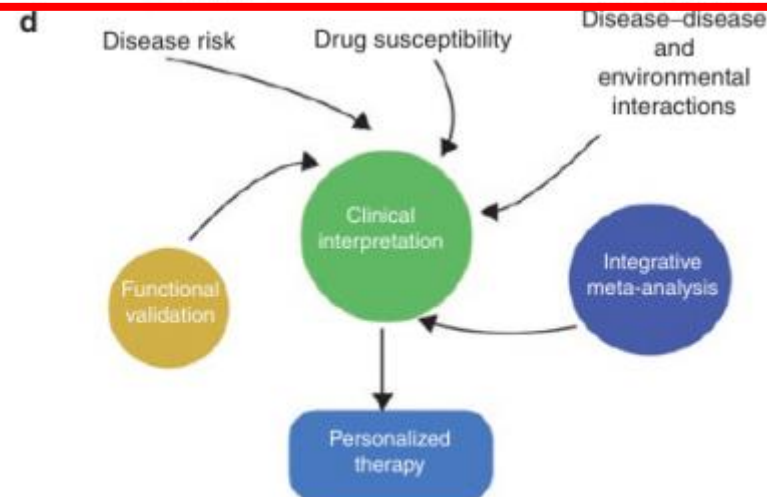 d
Disease risk
Drug susceptibility
Disease–disease
and
environmental
interactions
Clinical
interpretation
Integrative
meta-analysis
Functional
validation
Personalized
therapy